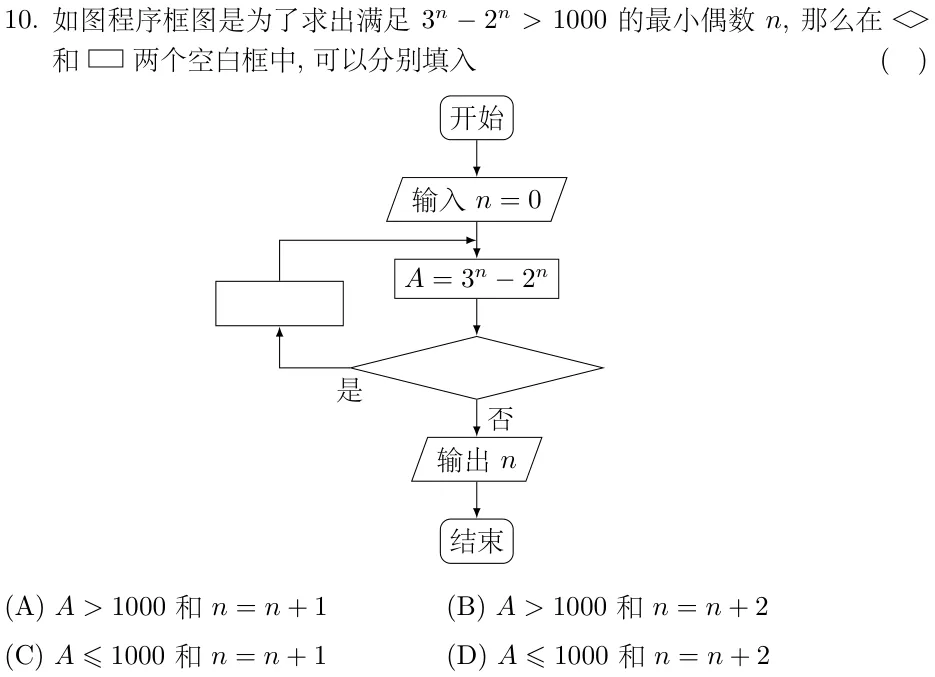 10. 如图程序框图是为了求出满足 3ⁿ − 2ⁿ > 1000 的最小偶数 n, 那么在 ◇
和 ▭ 两个空白框中, 可以分别填入 ( )
开始
输入 n = 0
A = 3ⁿ − 2ⁿ
是
否
输出 n
结束
(A) A > 1000 和 n = n + 1 (B) A > 1000 和 n = n + 2
(C) A ⩽ 1000 和 n = n + 1 (D) A ⩽ 1000 和 n = n + 2